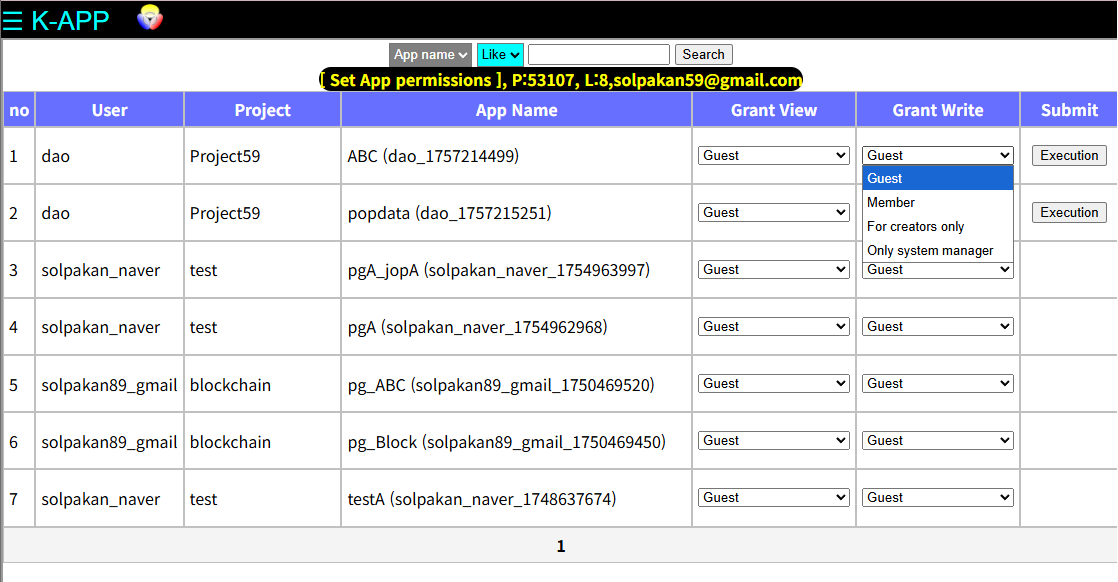 ☰ K-APP
App name Like Search
[ Set App permissions ], P:53107, L:8,solpakan59@gmail.com
no User Project App Name Grant View Grant Write Submit
1 dao Project59 ABC (dao_1757214499) Guest Guest Execution
Guest
Member
For creators only
Only system manager
2 dao Project59 popdata (dao_1757215251) Guest Execution
3 solpakan_naver test pgA_jopA (solpakan_naver_1754963997) Guest Guest
4 solpakan_naver test pgA (solpakan_naver_1754962968) Guest Guest
5 solpakan89_gmail blockchain pg_ABC (solpakan89_gmail_1750469520) Guest Guest
6 solpakan89_gmail blockchain pg_Block (solpakan89_gmail_1750469450) Guest Guest
7 solpakan_naver test testA (solpakan_naver_1748637674) Guest Guest
1